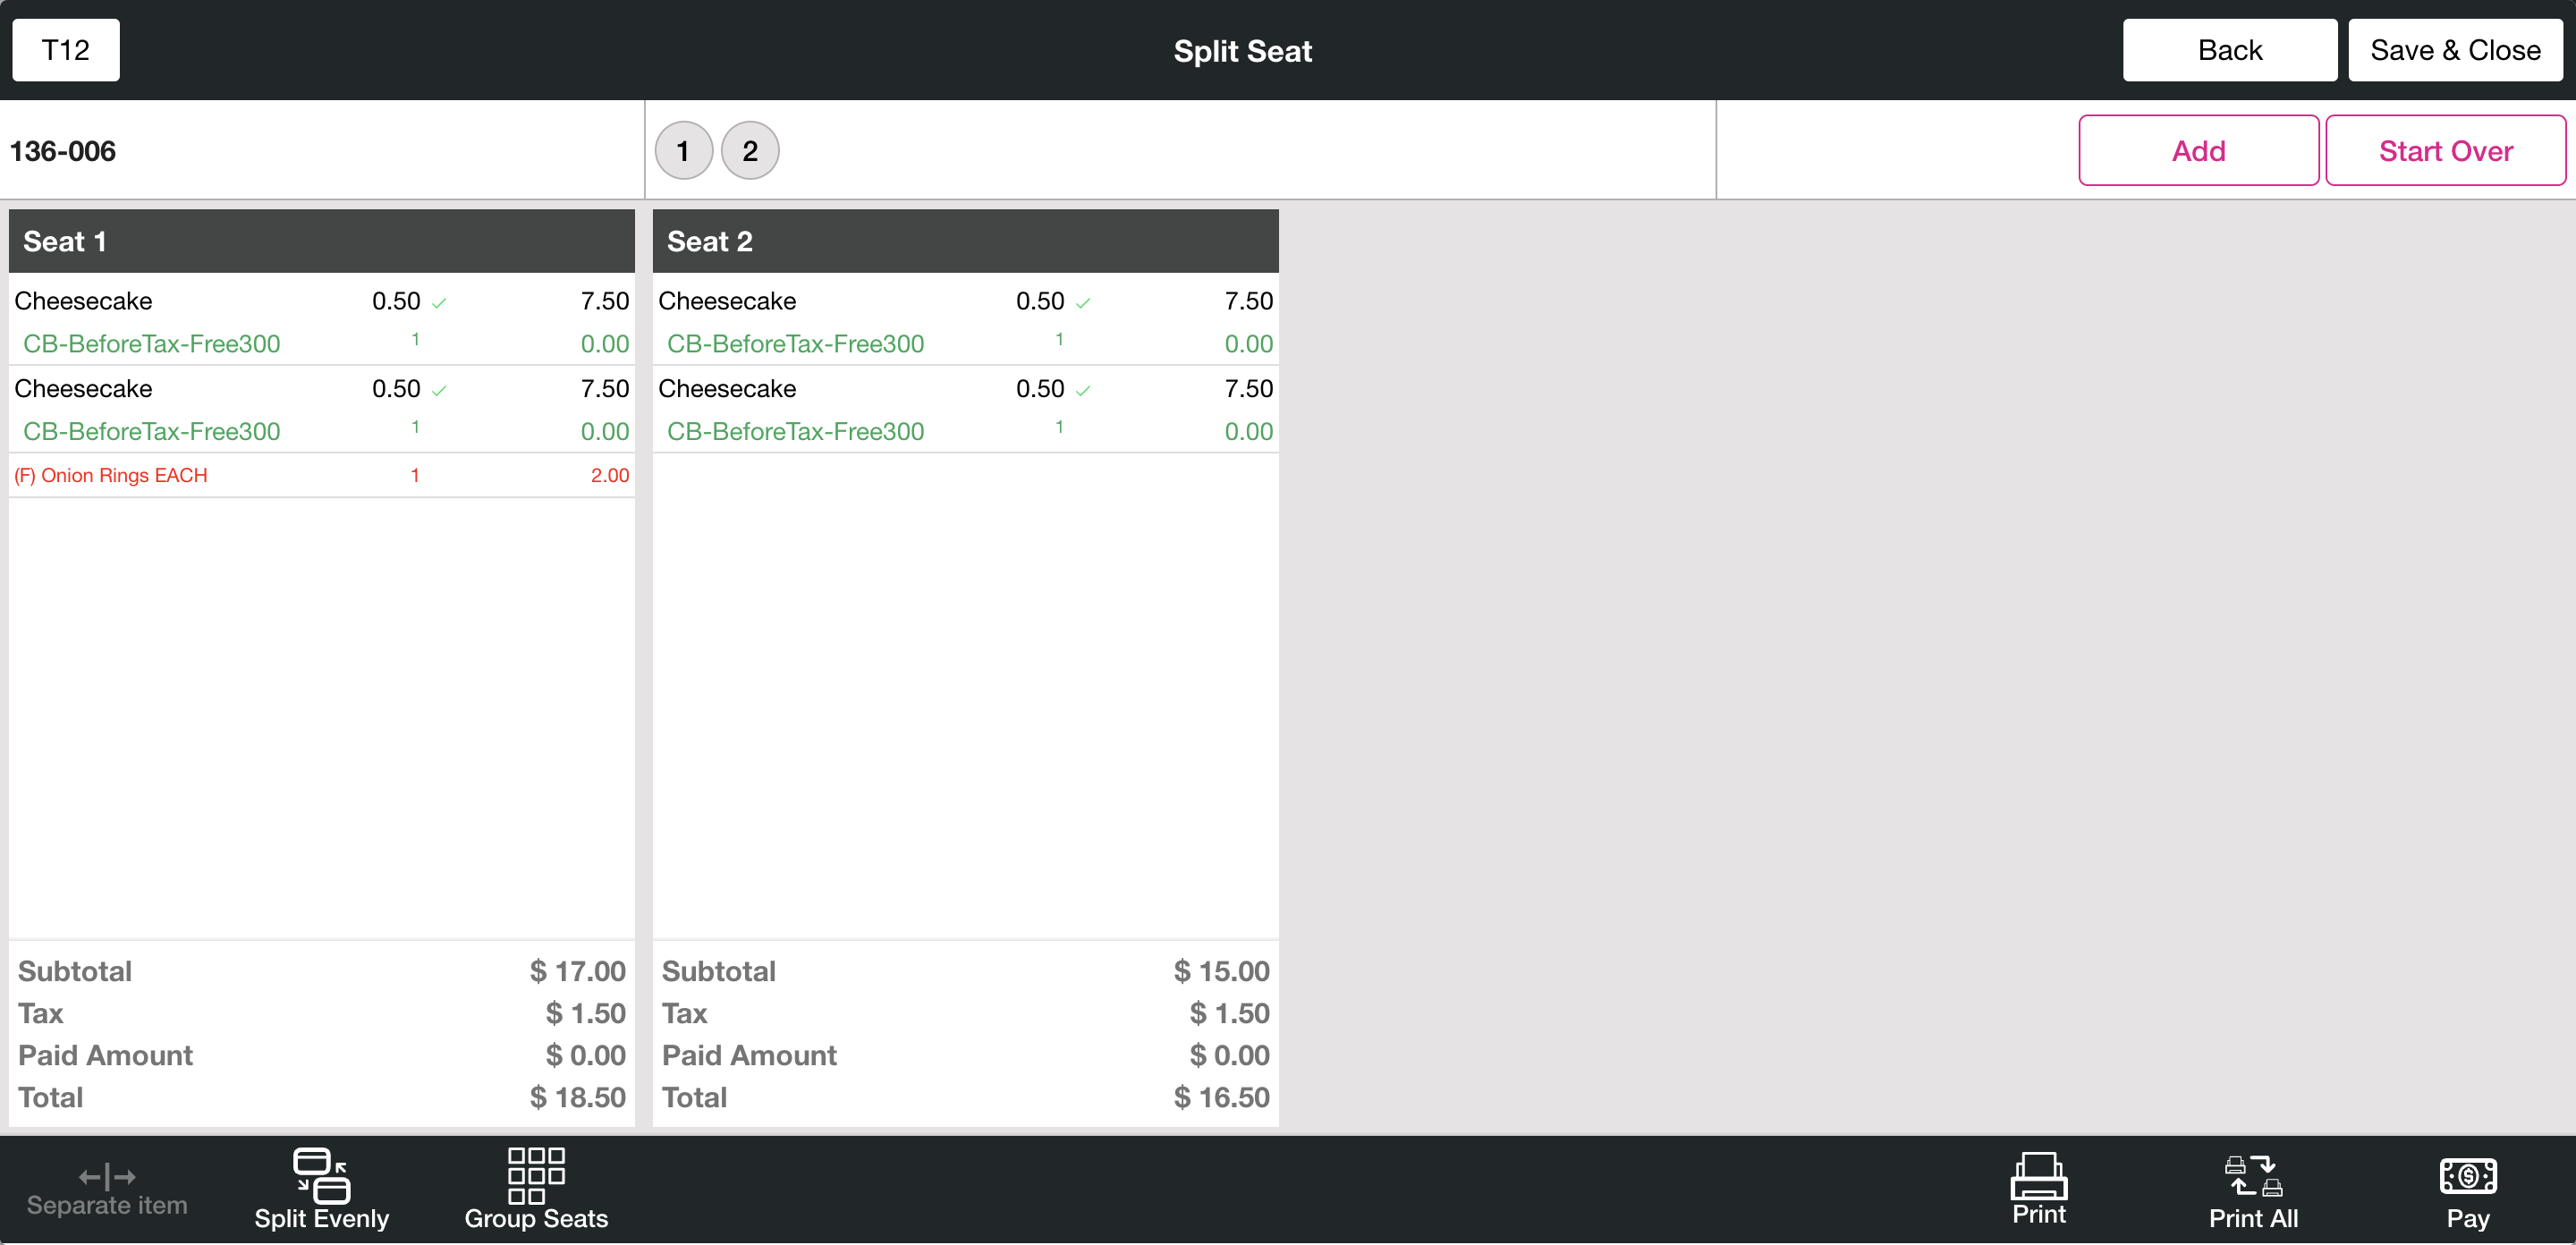 T12
Split Seat
Back
Save & Close
136-006
1
2
Add
Start Over
Seat 1
Cheesecake 0.50 7.50
CB-BeforeTax-Free300 1 0.00
Cheesecake 0.50 7.50
CB-BeforeTax-Free300 1 0.00
(F) Onion Rings EACH 1 2.00
Subtotal $ 17.00
Tax $ 1.50
Paid Amount $ 0.00
Total $ 18.50
Seat 2
Cheesecake 0.50 7.50
CB-BeforeTax-Free300 1 0.00
Cheesecake 0.50 7.50
CB-BeforeTax-Free300 1 0.00
Subtotal $ 15.00
Tax $ 1.50
Paid Amount $ 0.00
Total $ 16.50
Separate item
Split Evenly
Group Seats
Print
Print All
Pay